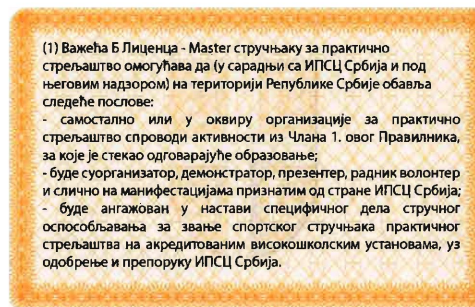 (1) Важећа Б Лиценца - Master стручњаку за практично
стрељаштво омогућава да (у сарадњи са ИПСЦ Србија и под
његовим надзором) на територији Републике Србије обавља
следеће послове:
- самостално или у оквиру организације за практично
стрељаштво спроводи активности из Члана 1. овог Правилника,
за које је стекао одговарајуће образовање;
- буде суорганизатор, демонстратор, презентер, радник волонтер
и слично на манифестацијама признатим од стране ИПСЦ Србија;
- буде ангажован у настави специфичног дела стручног
оспособљавања за звање спортског стручњака практичног
стрељаштва на акредитованим високошколским установама, уз
одобрење и препоруку ИПСЦ Србија.